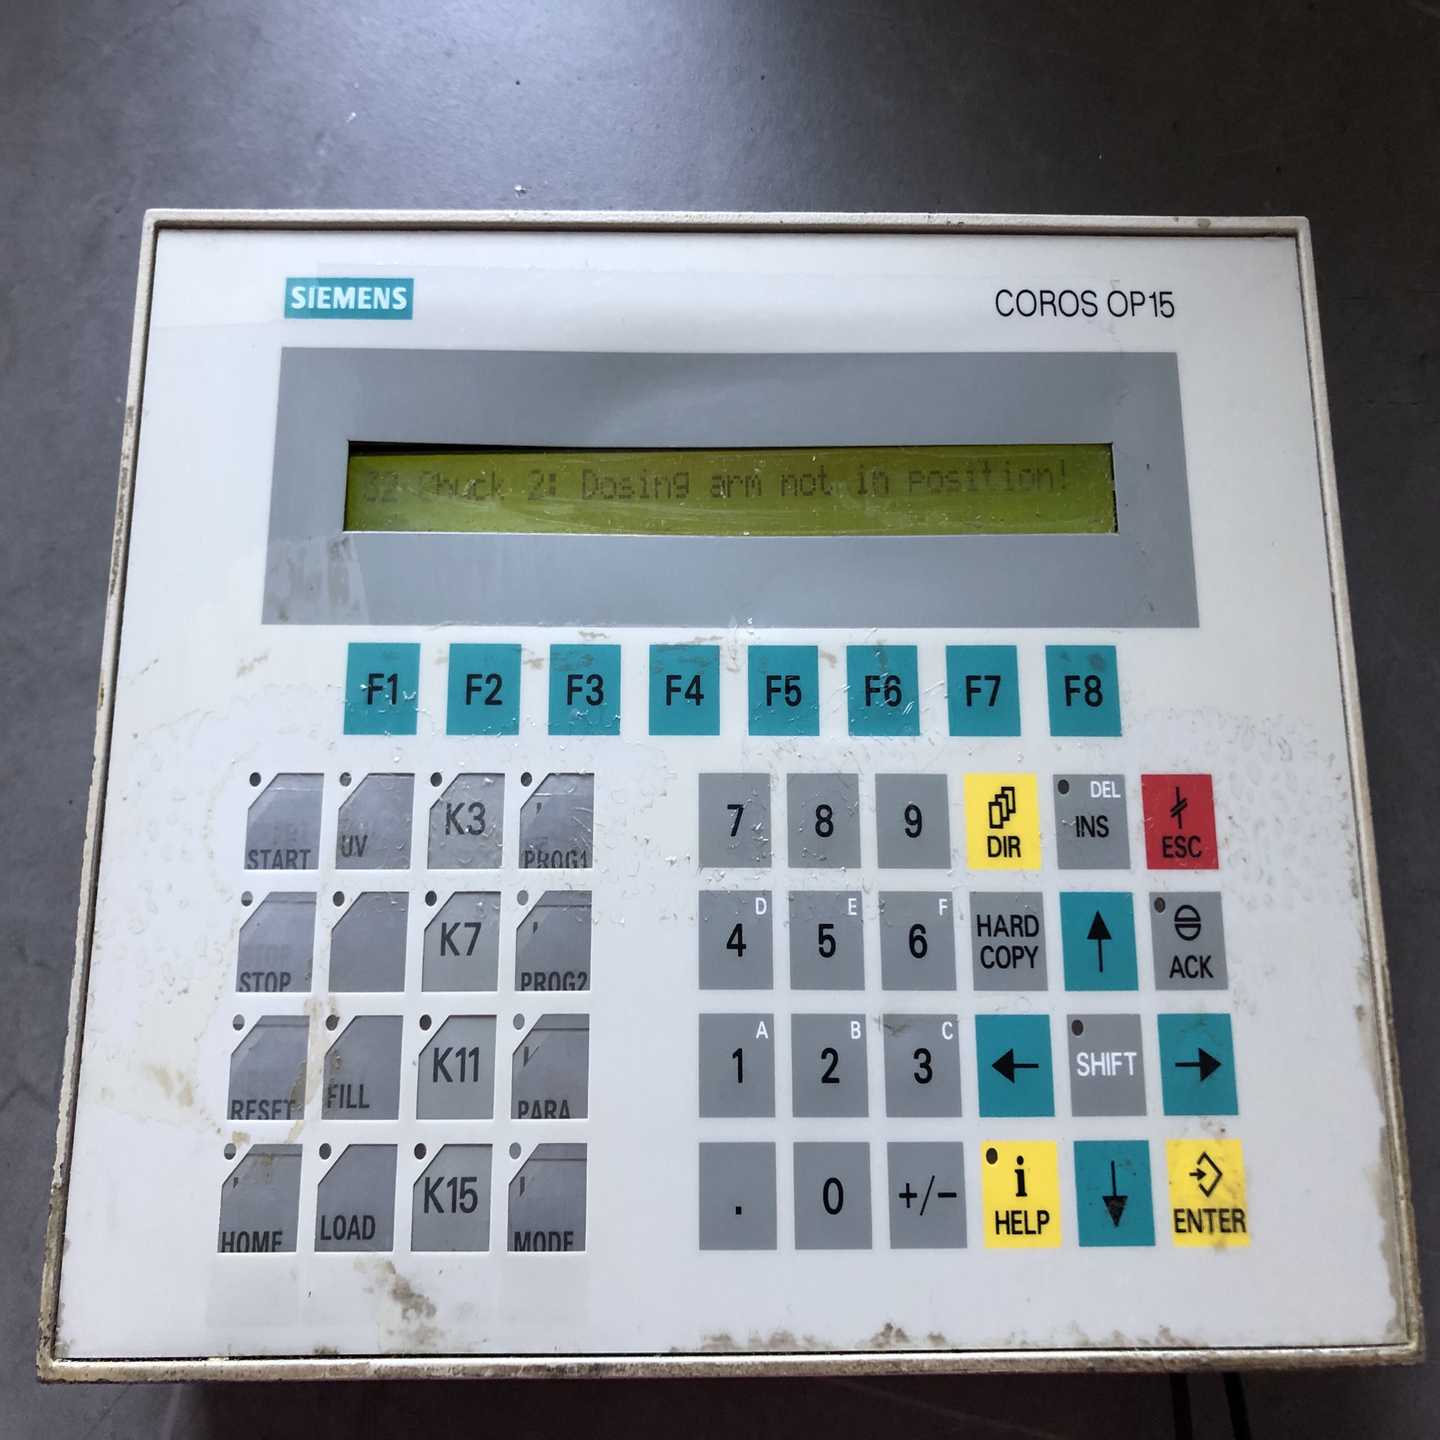 SIEMENS
COROS OP15
32 Chuck 2: Dosing arm not in position!
F1 F2 F3 F4 F5 F6 F7 F8
START UV K3 PROG1 7 8 9 DIR DEL INS ESC
STOP K7 PROG2 4 D 5 E 6 F HARD COPY ACK
RESET FILL K11 PARA 1 A 2 B 3 C SHIFT
HOME LOAD K15 MODE . 0 +/- i HELP ENTER